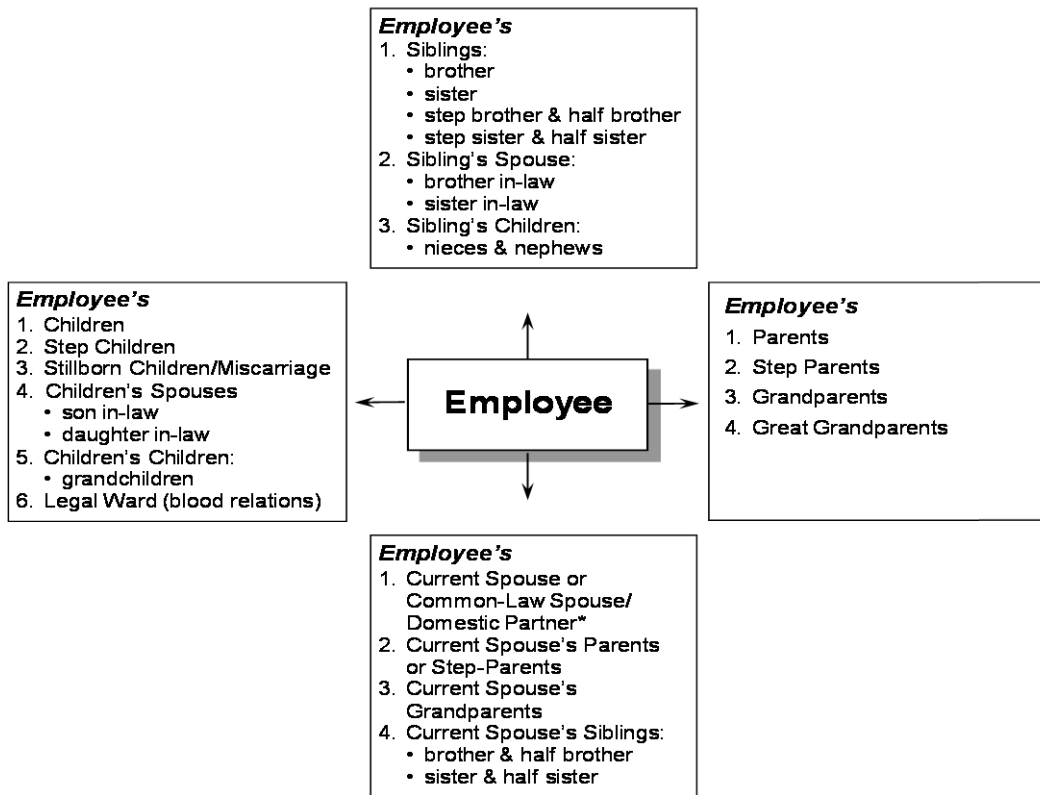 Employee's
1. Siblings:
• brother
• sister
• step brother & half brother
• step sister & half sister
2. Sibling's Spouse:
• brother in-law
• sister in-law
3. Sibling's Children:
• nieces & nephews
Employee's
1. Children
2. Step Children
3. Stillborn Children/Miscarriage
4. Children's Spouses
• son in-law
• daughter in-law
5. Children's Children:
• grandchildren
6. Legal Ward (blood relations)
Employee
Employee's
1. Parents
2. Step Parents
3. Grandparents
4. Great Grandparents
Employee's
1. Current Spouse or
Common-Law Spouse/
Domestic Partner*
2. Current Spouse's Parents
or Step-Parents
3. Current Spouse's
Grandparents
4. Current Spouse's Siblings:
• brother & half brother
• sister & half sister